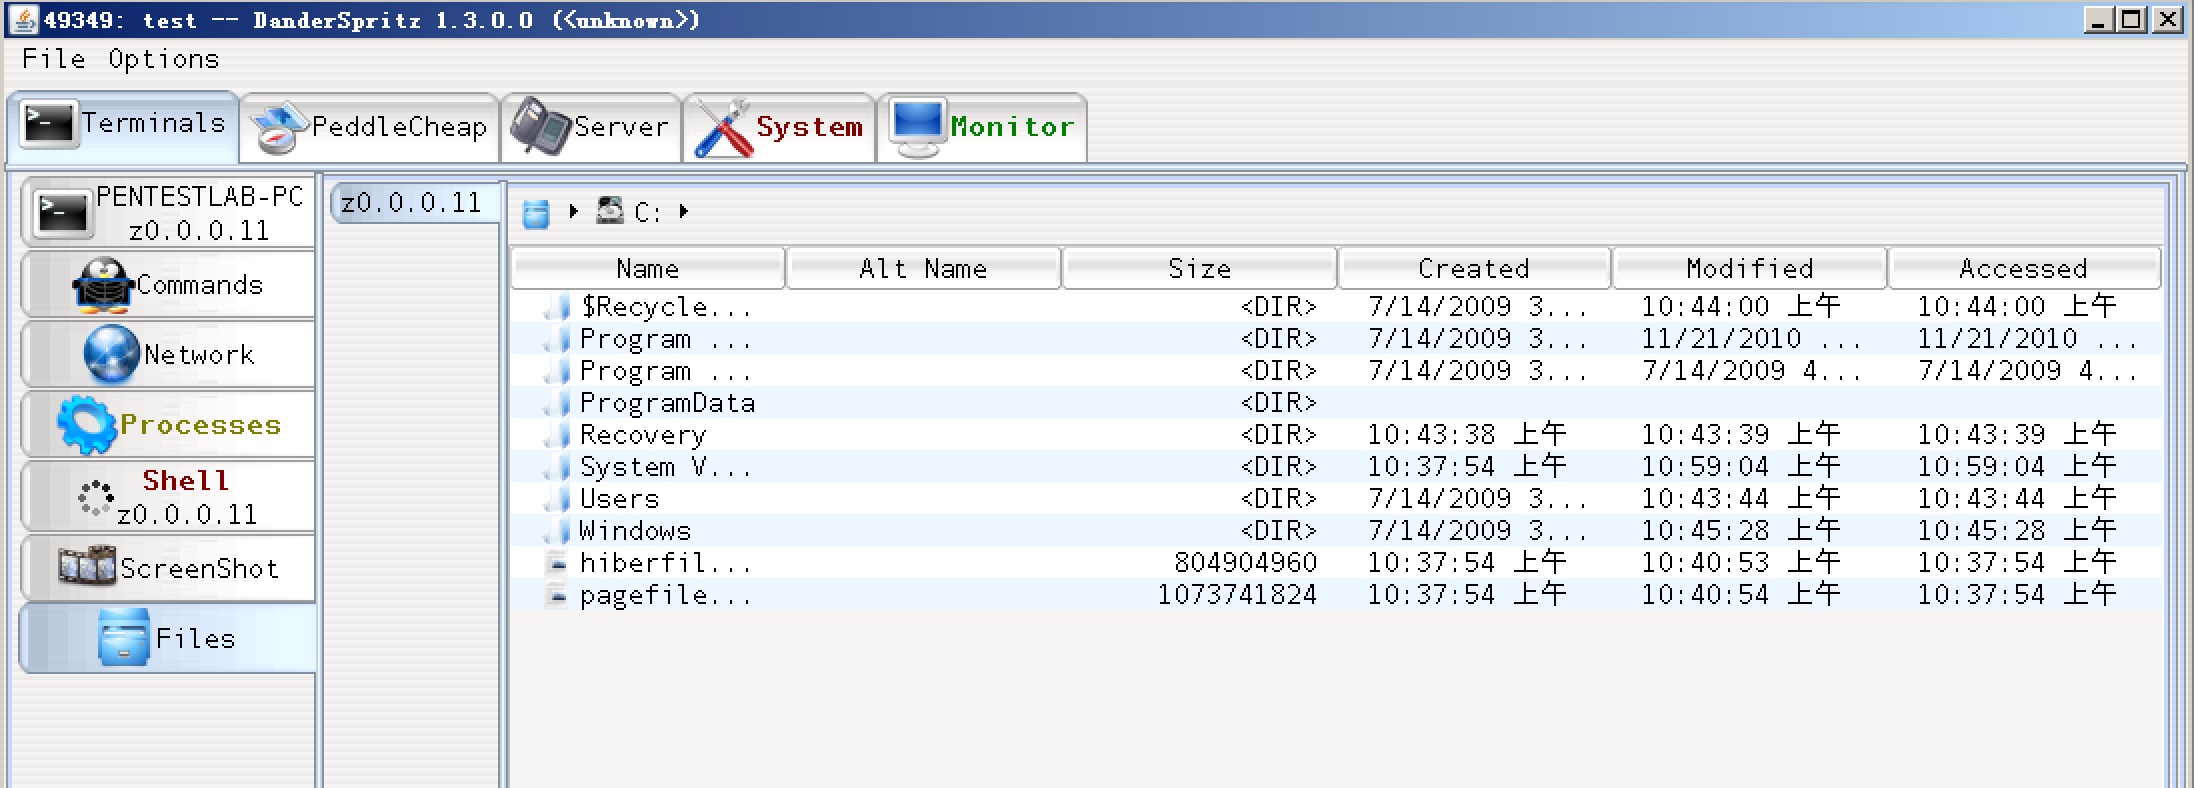 49349: test -- DanderSpritz 1.3.0.0 (<unknown>)
File Options
Terminals PeddleCheap Server System Monitor
PENTESTLAB-PC
z0.0.0.11
Commands
Network
Processes
Shell
z0.0.0.11
ScreenShot
Files
z0.0.0.11
C:
Name Alt Name Size Created Modified Accessed
$Recycle... <DIR> 7/14/2009 3... 10:44:00 上午 10:44:00 上午
Program ... <DIR> 7/14/2009 3... 11/21/2010 ... 11/21/2010 ...
Program ... <DIR> 7/14/2009 3... 7/14/2009 4... 7/14/2009 4...
ProgramData <DIR>
Recovery <DIR> 10:43:38 上午 10:43:39 上午 10:43:39 上午
System V... <DIR> 10:37:54 上午 10:59:04 上午 10:59:04 上午
Users <DIR> 7/14/2009 3... 10:43:44 上午 10:43:44 上午
Windows <DIR> 7/14/2009 3... 10:45:28 上午 10:45:28 上午
hiberfil... 804904960 10:37:54 上午 10:40:53 上午 10:37:54 上午
pagefile... 1073741824 10:37:54 上午 10:40:54 上午 10:37:54 上午